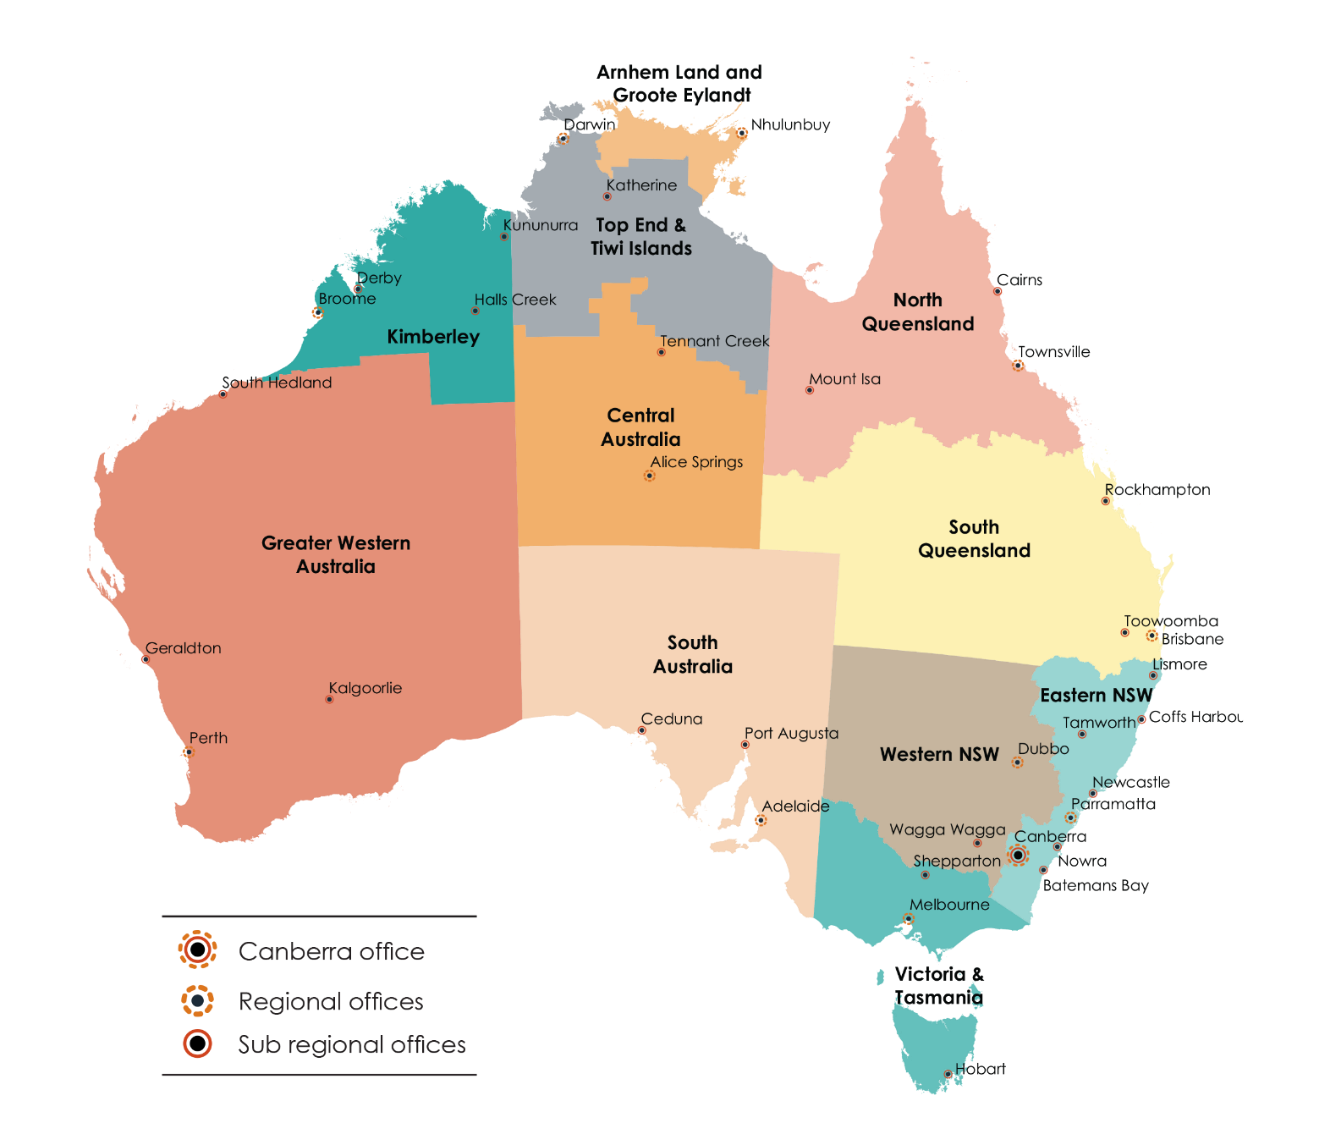 Arnhem Land and
Groote Eylandt
Darwin
Nhulunbuy
Katherine
Top End &
Tiwi Islands
Kununurra
Derby
Broome
Halls Creek
Kimberley
South Hedland
Cairns
North
Queensland
Townsville
Tennant Creek
Mount Isa
Central
Australia
Alice Springs
Rockhampton
South
Queensland
Greater Western
Australia
Toowoomba
Brisbane
Lismore
Geraldton
South
Australia
Kalgoorlie
Eastern NSW
Coffs Harbou
Tamworth
Ceduna
Port Augusta
Perth
Western NSW
Dubbo
Newcastle
Parramatta
Adelaide
Wagga Wagga
Canberra
Shepparton
Nowra
Batemans Bay
Melbourne
Canberra office
Regional offices
Sub regional offices
Victoria &
Tasmania
Hobart